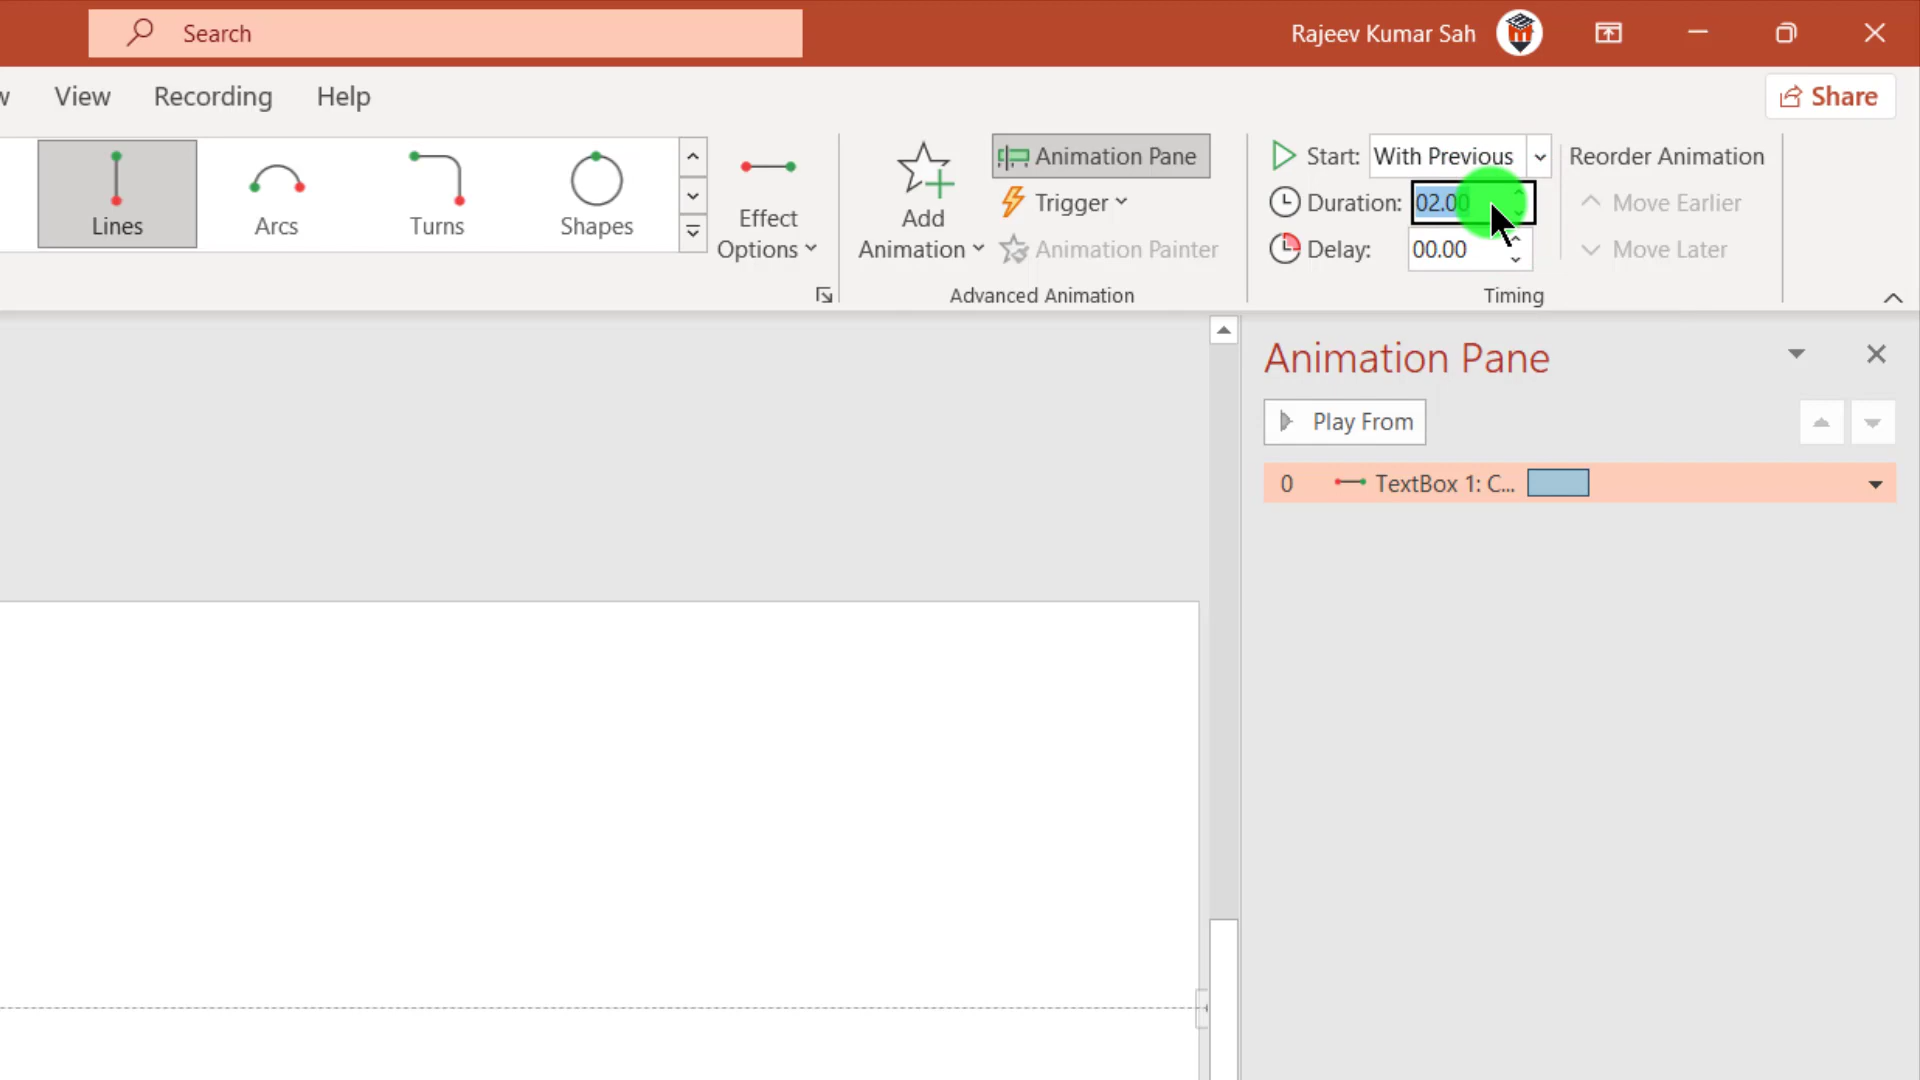 Search
Rajeev Kumar Sah
View
Recording
Help
Share
Lines
Arcs
Turns
Shapes
Effect
Options
Add
Animation
Animation Pane
Trigger
Animation Painter
Advanced Animation
Start: With Previous
Duration: 02.00
Delay: 00.00
Reorder Animation
Move Earlier
Move Later
Timing
Animation Pane
Play From
0 TextBox 1: C...